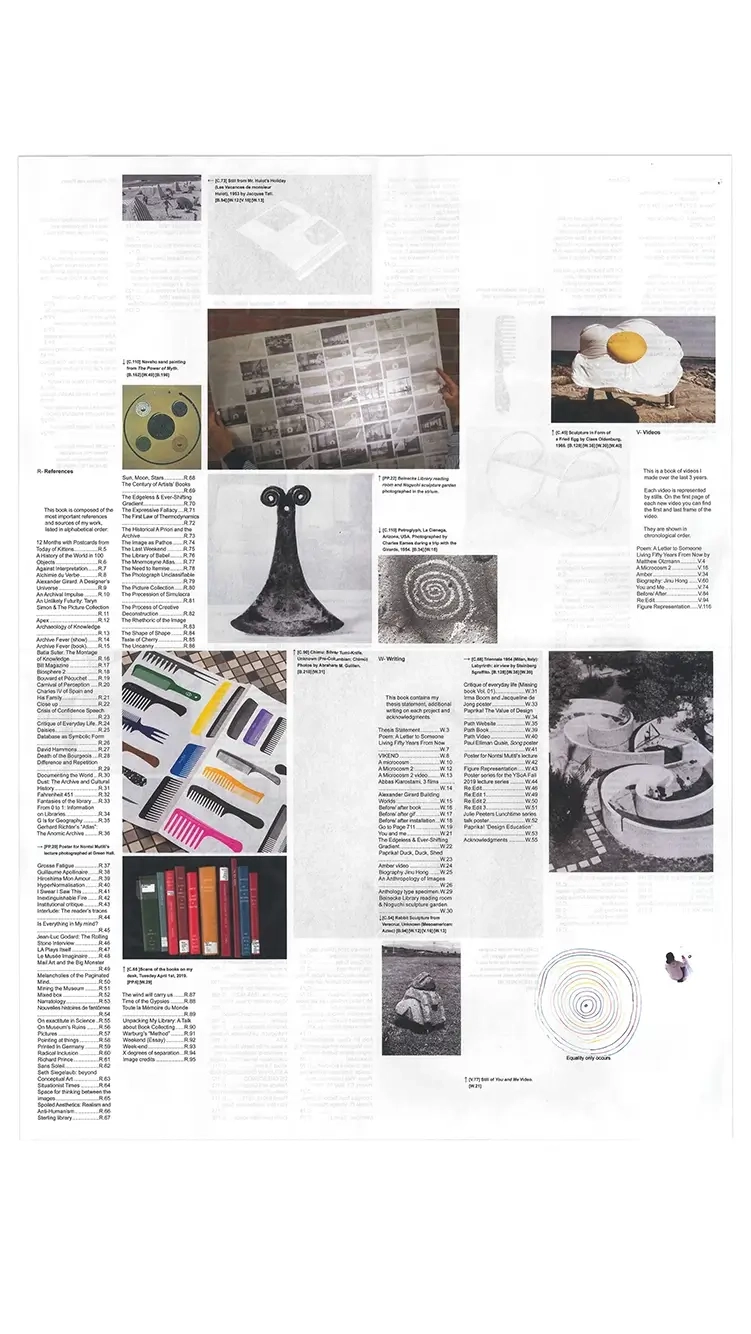 ← [C.73] Still from Mr. Hulot's Holiday
(Les Vacances de monsieur
Hulot), 1953 by Jacques Tati.
[B.94] [W.12] [V.16] [W.13]
↓ [C.110] Navaho sand painting
from The Power of Myth.
[B.162] [W.40] [B.196]
R- References
This book is composed of the
most important references
and sources of my work,
listed in alphabetical order:
12 Months with Postcards from
Today of Kittens.....R.5
A History of the World in 100
Objects.....R.6
Against Interpretation.....R.7
Alchimie du Verbe.....R.8
Alexander Girard: A Designer's
Universe.....R.9
An Archival Impulse.....R.10
An Unlikely Futurity: Taryn
Simon & The Picture Collection
.....R.11
Apex.....R.12
Archaeology of Knowledge
.....R.13
Archive Fever (show).....R.14
Archive Fever (book).....R.15
Batia Suter: The Montage
of Knowledge.....R.16
Bill Magazine.....R.17
Biosphere 2.....R.18
Bouvard et Pécuchet.....R.19
Carnival of Perception.....R.20
Charles IV of Spain and
His Family.....R.21
Close up.....R.22
Crisis of Confidence Speech
.....R.23
Critique of Everyday Life.....R.24
Daisies.....R.25
Database as Symbolic Form
.....R.26
David Hammons.....R.27
Death of the Bourgeois.....R.28
Difference and Repetition
.....R.29
Documenting the World.....R.30
Dust: The Archive and Cultural
History.....R.31
Fahrenheit 451.....R.32
Fantasies of the library.....R.33
From 0 to 1: Information
on Libraries.....R.34
G is for Geography.....R.35
Gerhard Richter's "Atlas":
The Anomic Archive.....R.36
→ [PP.20] Poster for Nontsi Mutiti's
lecture photographed at Green Hall.
Grosse Fatigue.....R.37
Guillaume Apollinaire.....R.38
Hiroshima Mon Amour.....R.39
HyperNormalisation.....R.40
I Swear I Saw This.....R.41
Inextinguishable Fire.....R.42
Institutional critique.....R.43
Interlude: The reader's traces
.....R.44
Is Everything in My mind?
.....R.45
Jean-Luc Godard: The Rolling
Stone Interview.....R.46
LA Plays Itself.....R.47
Le Musée Imaginaire.....R.48
Mail Art and the Big Monster
.....R.49
Melancholies of the Paginated
Mind.....R.50
Mining the Museum.....R.51
Mixed box.....R.52
Narratology.....R.53
Nouvelles histoires de fantômes
.....R.54
On exactitude in Science.....R.55
On Museum's Ruins.....R.56
Pictures.....R.57
Pointing at things.....R.58
Printed in Germany.....R.59
Radical Inclusion.....R.60
Richard Prince.....R.61
Sans Soleil.....R.62
Seth Siegelaub: beyond
Conceptual Art.....R.63
Situationist Times.....R.64
Space for thinking between the
images.....R.65
Spoiled Aesthetics: Realism and
Anti-Humanism.....R.66
Sterling library.....R.67
Sun, Moon, Stars.....R.68
The Century of Artists' Books
.....R.69
The Edgeless & Ever-Shifting
Gradient.....R.70
The Expressive Fallacy.....R.71
The First Law of Thermodynamics
.....R.72
The Historical A Priori and the
Archive.....R.73
The Image as Pathos.....R.74
The Last Weekend.....R.75
The Library of Babel.....R.76
The Mnemosyne Atlas.....R.77
The Need to Remise.....R.78
The Photograph Unclassifiable
.....R.79
The Picture Collection.....R.80
The Precession of Simulacra
.....R.81
The Process of Creative
Deconstruction.....R.82
The Rhethoric of the Image
.....R.83
The Shape of Shape.....R.84
Taste of Cherry.....R.85
The Uncanny.....R.86
↑ [C.68] Scans of the books on my
desk, Tuesday April 1st, 2019.
[PP.6] [W.29]
The wind will carry us.....R.87
Time of the Gypsies.....R.88
Toute la Mémoire du Monde
.....R.89
Unpacking My Library: A Talk
about Book Collecting.....R.90
Warburg's "Method".....R.91
Weekend (Essay).....R.92
Week-end.....R.93
X degrees of separation.....R.94
Image credits.....R.95
↑ [PP.22] Beinecke Library reading
room and Noguchi sculpture garden
photographed in the atrium.
↓ [C.110] Petroglyph, La Cienega,
Arizona, USA. Photographed by
Charles Eames during a trip with the
Girards, 1954. [B.34] [W.15]
↑ [C.90] Chimú: Silver Tumi-Knife.
Unknown (Pre-Columbian; Chimú)
Photos by Abraham M. Guillen.
[B.210] [W.31]
W- Writing
This book contains my
thesis statement, additional
writing on each project and
acknowledgments.
Thesis Statement.....W.3
Poem: A Letter to Someone
Living Fifty Years From Now
.....W.7
VIKEND.....W.8
A microcosm.....W.10
A Microcosm 2.....W.12
A Microcosm 2 video.....W.13
Abbas Kiarostami, 3 films
.....W.14
Alexander Girard Building
Worlds.....W.15
Before/ after book.....W.16
Before/ after gif.....W.17
Before/ after installation.....W.18
Go to Page 711.....W.19
You and me.....W.21
The Edgeless & Ever-Shifting
Gradient.....W.22
Paprika! Duck, Duck, Shed
.....W.23
Amber video.....W.24
Biography Jinu Hong.....W.25
An Anthology of Images
.....W.26
Anthology type specimen.....W.29
Beinecke Library reading room
& Noguchi sculpture garden
.....W.30
↓ [C.54] Rabbit Sculpture from
Veracruz, Unknown (Mesoamerican:
Aztec) [B.94] [W.12] [V.16] [W.13]
→ [C.88] Triennale 1954 (Milan, Italy):
Labyrinth: air view by Steinberg
Sgraffito. [B.128] [W.38] [W.39]
Critique of everyday life (Missing
book Vol. 01).....W.31
Irma Boom and Jacqueline de
Jong poster.....W.33
Paprika! The Value of Design
.....W.34
Path Website.....W.35
Path Book.....W.39
Path Video.....W.40
Paul Elliman Quais, Song poster
.....W.41
Poster for Nontsi Mutiti's lecture
.....W.42
Figure Representation.....W.43
Poster series for the YSoA Fall
2019 lecture series.....W.44
Re:Edit.....W.46
Re Edit 1.....W.49
Re Edit 2.....W.50
Re Edit 3.....W.51
Julie Peeters Lunchtime series
talk poster.....W.52
Paprika! 'Design Education'
.....W.53
Acknowledgments.....W.55
↑ [C.45] Sculpture in Form of
a Fried Egg by Claes Oldenburg,
1966. [B.128] [W.38] [W.39] [W.40]
V- Videos
This is a book of videos I
made over the last 3 years.
Each video is represented
by stills. On the first page of
each new video you can find
the first and last frame of the
video.
They are shown in
chronological order.
Poem: A Letter to Someone
Living Fifty Years From Now by
Matthew Olzmann.....V.4
A Microcosm 2.....V.16
Amber.....V.34
Biography: Jinu Hong.....V.60
You and Me.....V.74
Before/ After.....V.84
Re:Edit.....V.94
Figure Representation.....V.116
Equality only occurs
↑ [V.77] Still of You and Me Video.
[W.21]